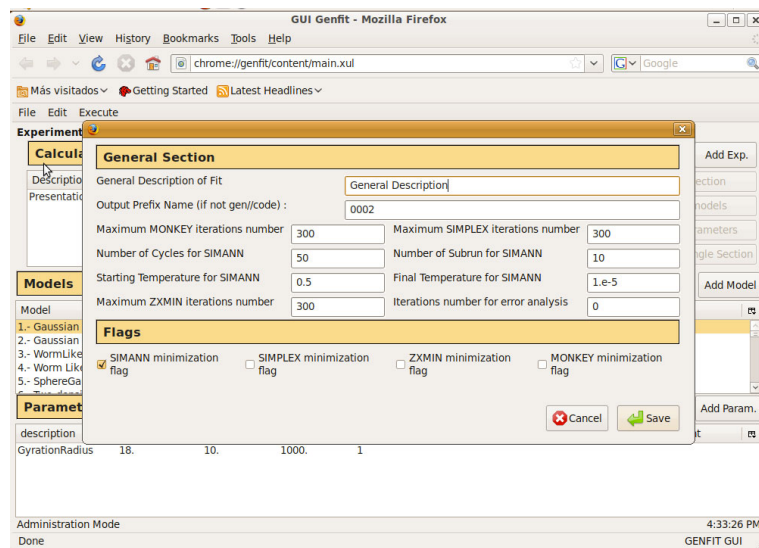 GUI Genfit - Mozilla Firefox
File Edit View History Bookmarks Tools Help
chrome://genfit/content/main.xul
Google
Más visitados Getting Started Latest Headlines
File Edit Execute
Experiment
Calcula
Add Exp.
General Section
Descriptio
General Description of Fit
General Description
ection
Presentatio
Output Prefix Name (if not gen//code) :
0002
nodels
Maximum MONKEY iterations number
300
Maximum SIMPLEX iterations number
300
rameters
Number of Cycles for SIMANN
50
Number of Subrun for SIMANN
10
ngle Section
Models
Starting Temperature for SIMANN
0.5
Final Temperature for SIMANN
1.e-5
Add Model
Model
Maximum ZXMIN iterations number
300
Iterations number for error analysis
0
1.- Gaussian
2.- Gaussian
3.- WormLike
4.- Worm Like
5.- SphereGa
Flags
SIMANN minimization flag
SIMPLEX minimization flag
ZXMIN minimization flag
MONKEY minimization flag
Paramet
Cancel
Save
Add Param.
description
GyrationRadius 18. 10. 1000. 1
Administration Mode
4:33:26 PM
Done
GENFIT GUI